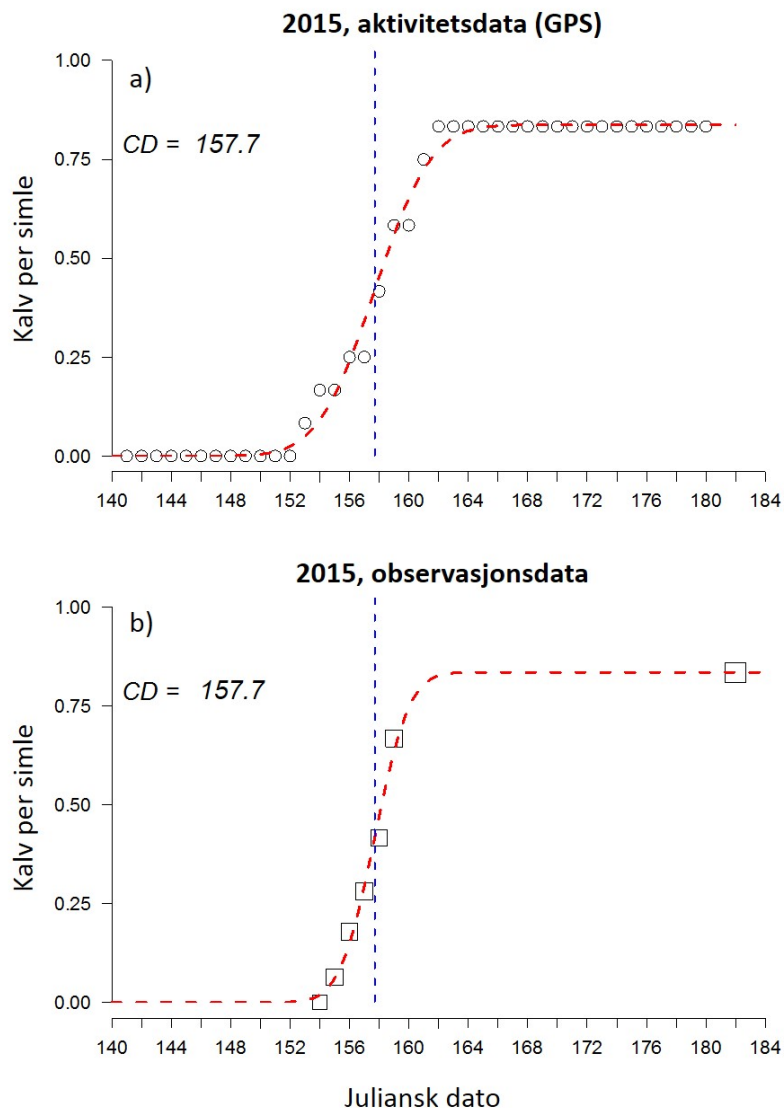 2015, aktivitetsdata (GPS)
a)
CD = 157.7
Kalv per simle
1.00
0.75
0.50
0.25
0.00
140 144 148 152 156 160 164 168 172 176 180 184
2015, observasjonsdata
b)
CD = 157.7
Kalv per simle
1.00
0.75
0.50
0.25
0.00
140 144 148 152 156 160 164 168 172 176 180 184
Juliansk dato